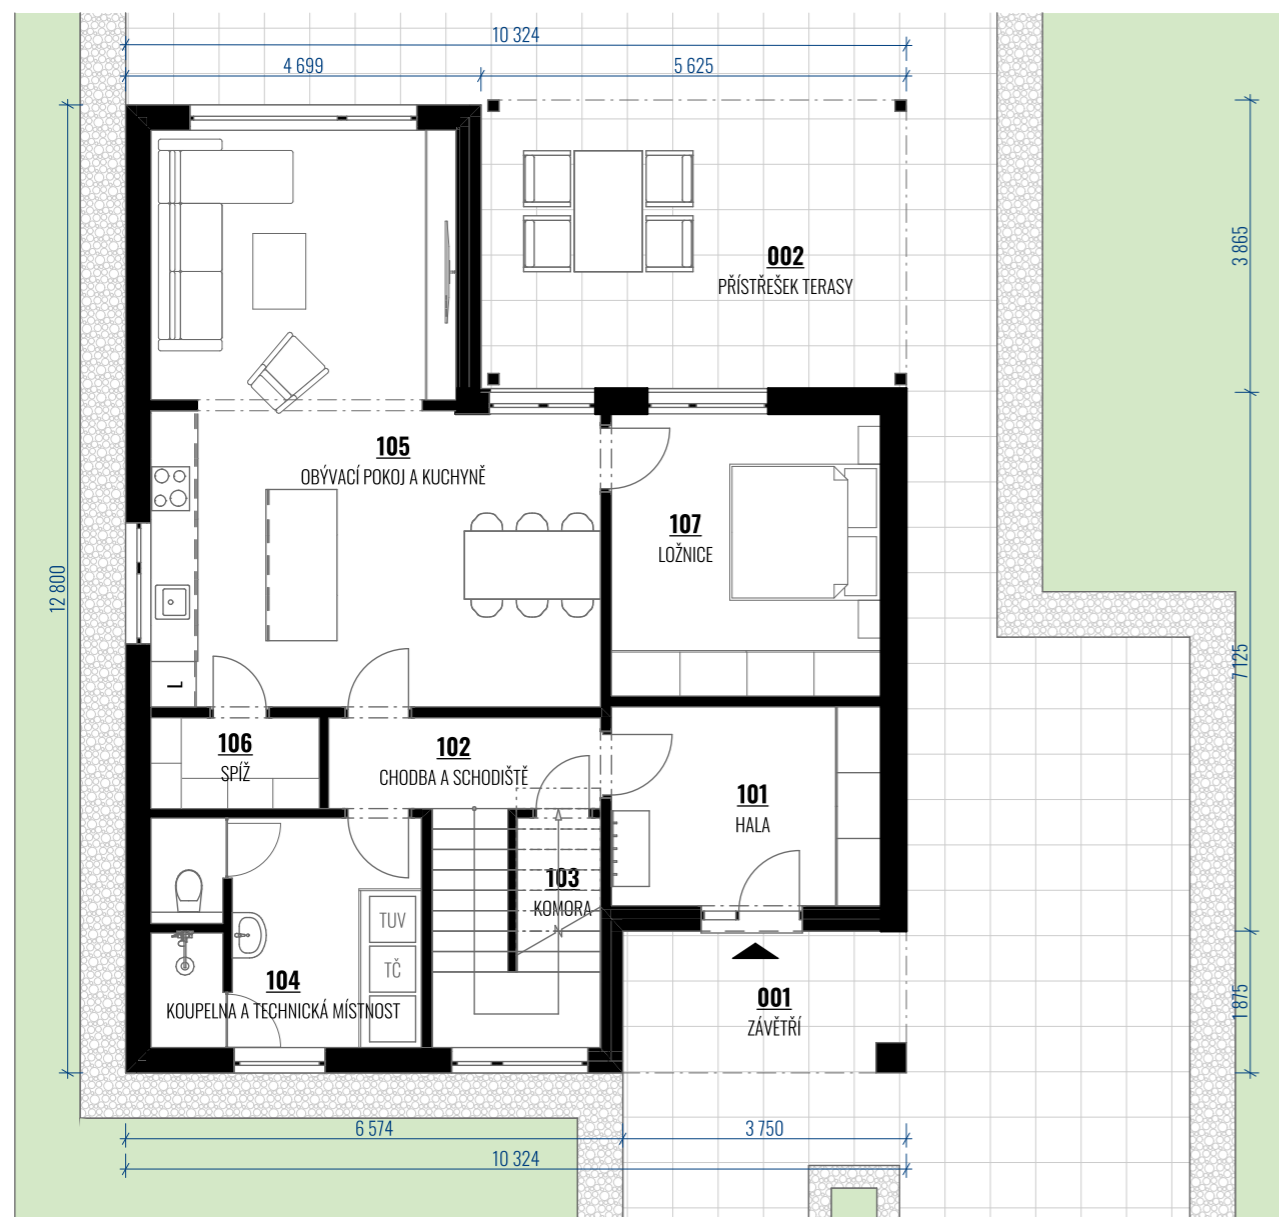 10 324
4 699
5 625
002
PŘÍSTŘEŠEK TERASY
3 865
105
OBÝVACÍ POKOJ A KUCHYNĚ
107
LOŽNICE
12 800
7 125
L
106
SPÍŽ
102
CHODBA A SCHODIŠTĚ
101
HALA
103
KOMORA
TUV
TČ
104
KOUPELNA A TECHNICKÁ MÍSTNOST
001
ZÁVĚTŘÍ
1 875
6 574
3 750
10 324